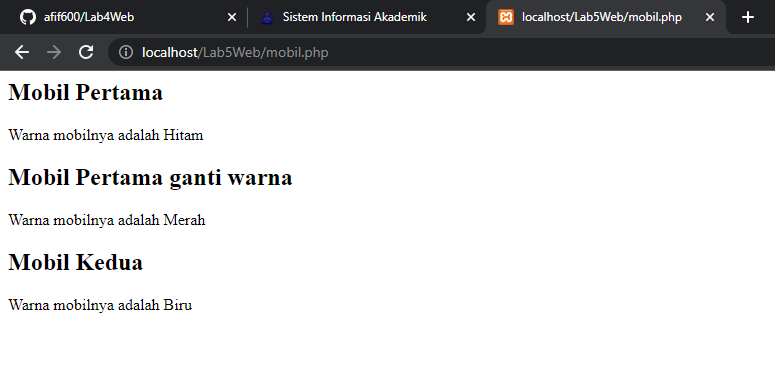 afif600/Lab4Web
Sistem Informasi Akademik
localhost/Lab5Web/mobil.php
localhost/Lab5Web/mobil.php
Mobil Pertama
Warna mobilnya adalah Hitam
Mobil Pertama ganti warna
Warna mobilnya adalah Merah
Mobil Kedua
Warna mobilnya adalah Biru